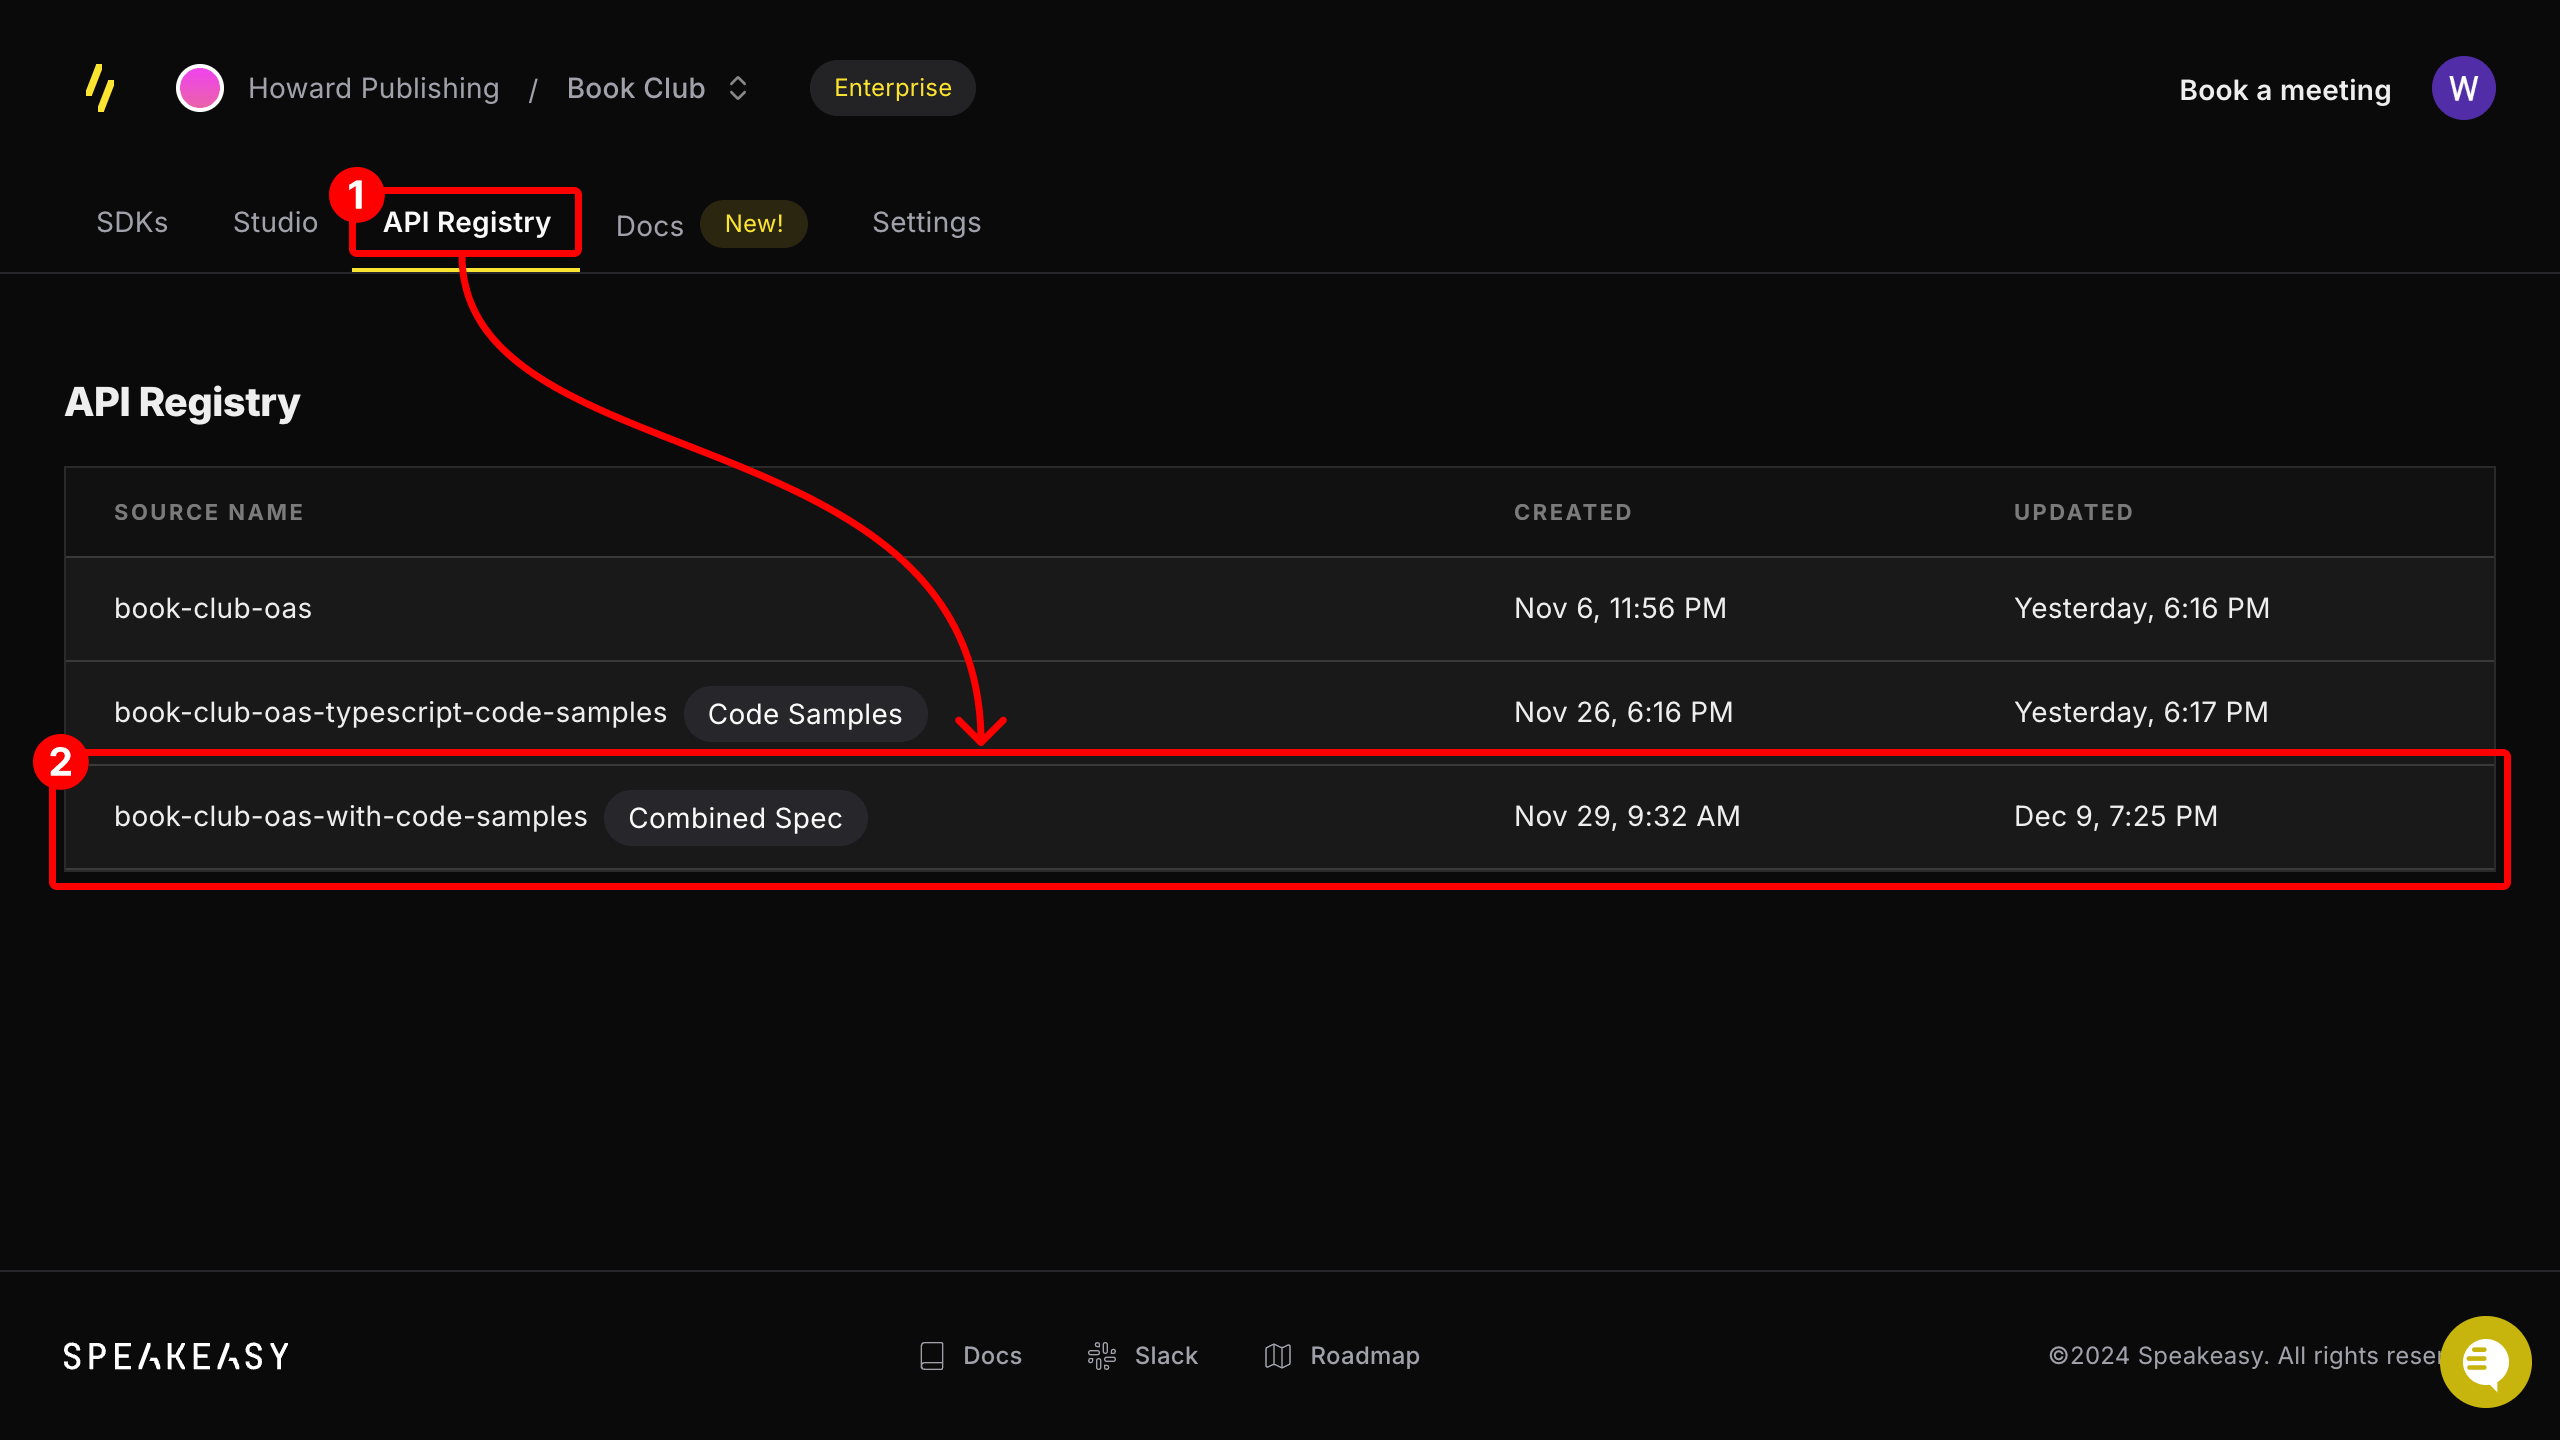 Howard Publishing / Book Club Enterprise Book a meeting W
SDKs Studio 1 API Registry Docs New! Settings
API Registry
SOURCE NAME CREATED UPDATED
book-club-oas Nov 6, 11:56 PM Yesterday, 6:16 PM
book-club-oas-typescript-code-samples Code Samples Nov 26, 6:16 PM Yesterday, 6:17 PM
2
book-club-oas-with-code-samples Combined Spec Nov 29, 9:32 AM Dec 9, 7:25 PM
SPEAKEASY Docs Slack Roadmap ©2024 Speakeasy. All rights reser